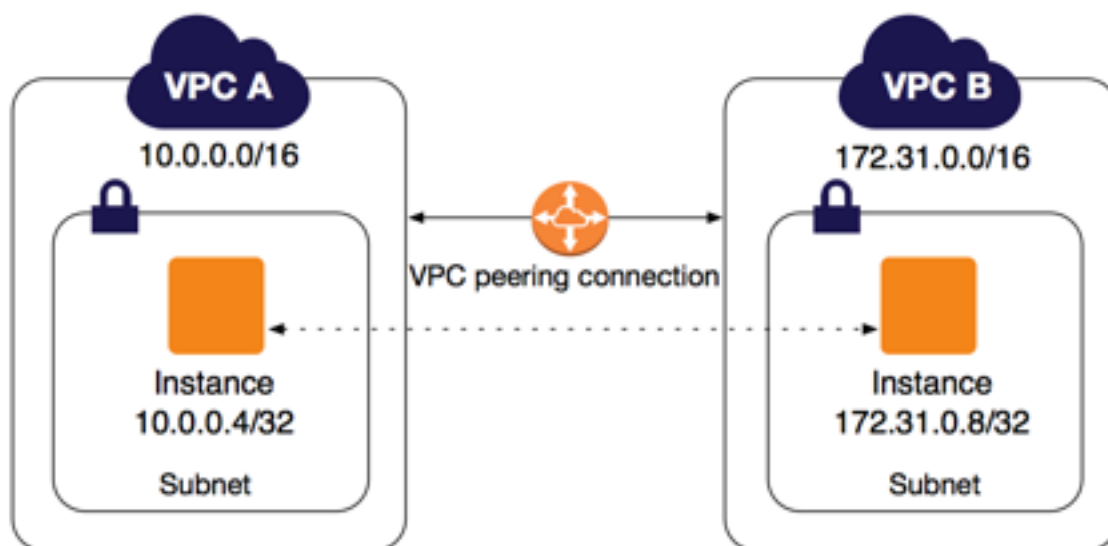 VPC A
10.0.0.0/16
VPC B
172.31.0.0/16
VPC peering connection
Instance
10.0.0.4/32
Subnet
Instance
172.31.0.8/32
Subnet